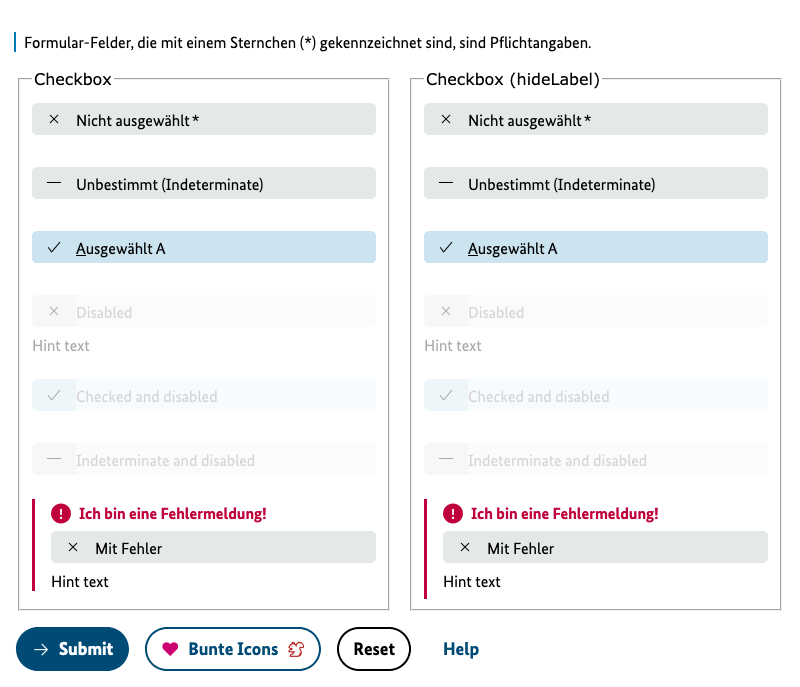 Formular-Felder, die mit einem Sternchen (*) gekennzeichnet sind, sind Pflichtangaben.
Checkbox
Nicht ausgewählt*
Unbestimmt (Indeterminate)
Ausgewählt A
Disabled
Hint text
Checked and disabled
Indeterminate and disabled
Ich bin eine Fehlermeldung!
Mit Fehler
Hint text
Checkbox (hideLabel)
Nicht ausgewählt*
Unbestimmt (Indeterminate)
Ausgewählt A
Disabled
Hint text
Checked and disabled
Indeterminate and disabled
Ich bin eine Fehlermeldung!
Mit Fehler
Hint text
Submit
Bunte Icons
Reset
Help